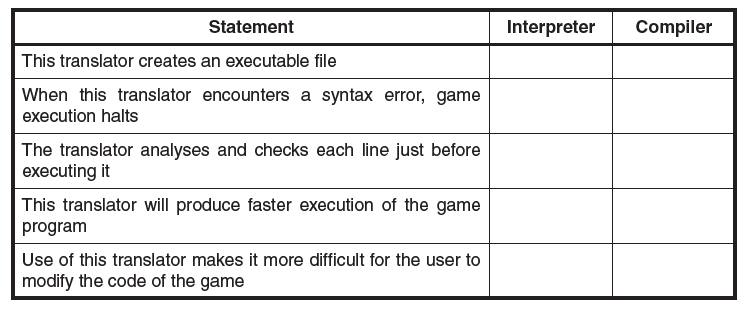 Statement Interpreter Compiler
This translator creates an executable file
When this translator encounters a syntax error, game
execution halts
The translator analyses and checks each line just before
executing it
This translator will produce faster execution of the game
program
Use of this translator makes it more difficult for the user to
modify the code of the game